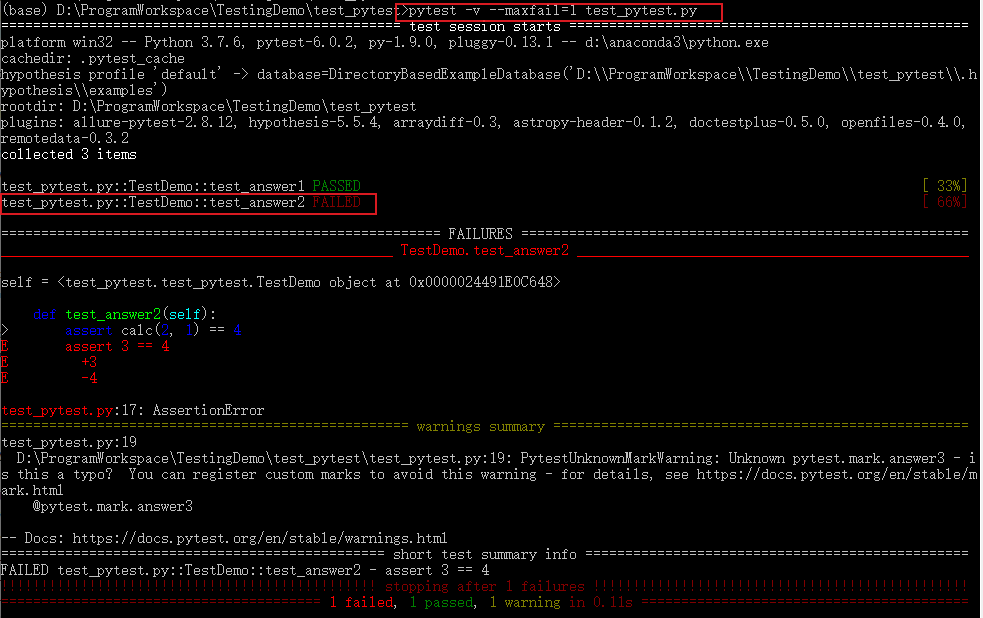 (base) D:\ProgramWorkspace\TestingDemo\test_pytest>pytest -v --maxfail=1 test_pytest.py
================================================== test session starts ==================================================
platform win32 -- Python 3.7.6, pytest-6.0.2, py-1.9.0, pluggy-0.13.1 -- d:\anaconda3\python.exe
cachedir: .pytest_cache
hypothesis profile 'default' -> database=DirectoryBasedExampleDatabase('D:\\ProgramWorkspace\\TestingDemo\\test_pytest\\.h
ypothesis\\examples')
rootdir: D:\ProgramWorkspace\TestingDemo\test_pytest
plugins: allure-pytest-2.8.12, hypothesis-5.5.4, arraydiff-0.3, astropy-header-0.1.2, doctestplus-0.5.0, openfiles-0.4.0,
remotedata-0.3.2
collected 3 items
test_pytest.py::TestDemo::test_answer1 PASSED [ 33%]
test_pytest.py::TestDemo::test_answer2 FAILED [ 66%]
======================================================= FAILURES ========================================================
_________________________________________________ TestDemo.test_answer2 _________________________________________________
self = <test_pytest.test_pytest.TestDemo object at 0x0000024491E0C648>
def test_answer2(self):
> assert calc(2, 1) == 4
E assert 3 == 4
E +3
E -4
test_pytest.py:17: AssertionError
=================================================== warnings summary ====================================================
test_pytest.py:19
D:\ProgramWorkspace\TestingDemo\test_pytest\test_pytest.py:19: PytestUnknownMarkWarning: Unknown pytest.mark.answer3 - i
s this a typo? You can register custom marks to avoid this warning - for details, see https://docs.pytest.org/en/stable/m
ark.html
@pytest.mark.answer3
-- Docs: https://docs.pytest.org/en/stable/warnings.html
================================================ short test summary info ================================================
FAILED test_pytest.py::TestDemo::test_answer2 - assert 3 == 4
!!!!!!!!!!!!!!!!!!!!!!!!!!!!!!!!!!!!!!!!!!!!!!! stopping after 1 failures !!!!!!!!!!!!!!!!!!!!!!!!!!!!!!!!!!!!!!!!!!!!!!!
======================================== 1 failed, 1 passed, 1 warning in 0.11s =========================================